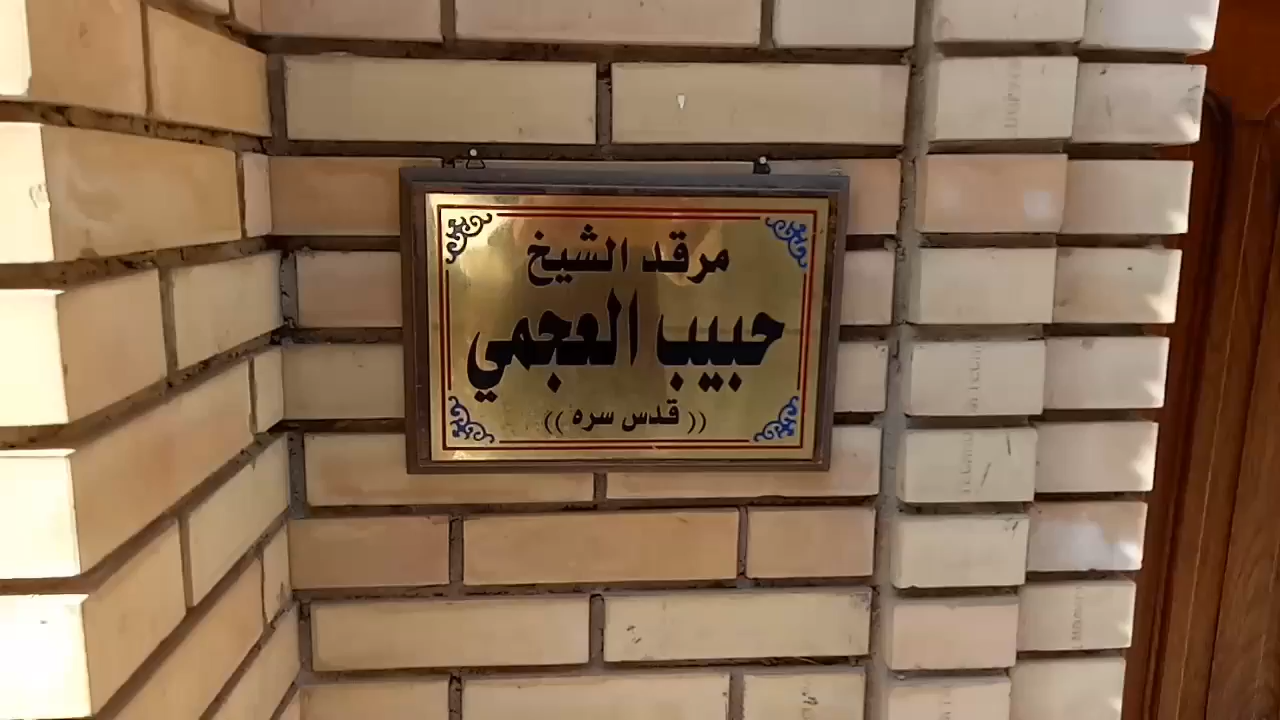 مرقد الشيخ
حبيب العجمي
(( قدس سره ))